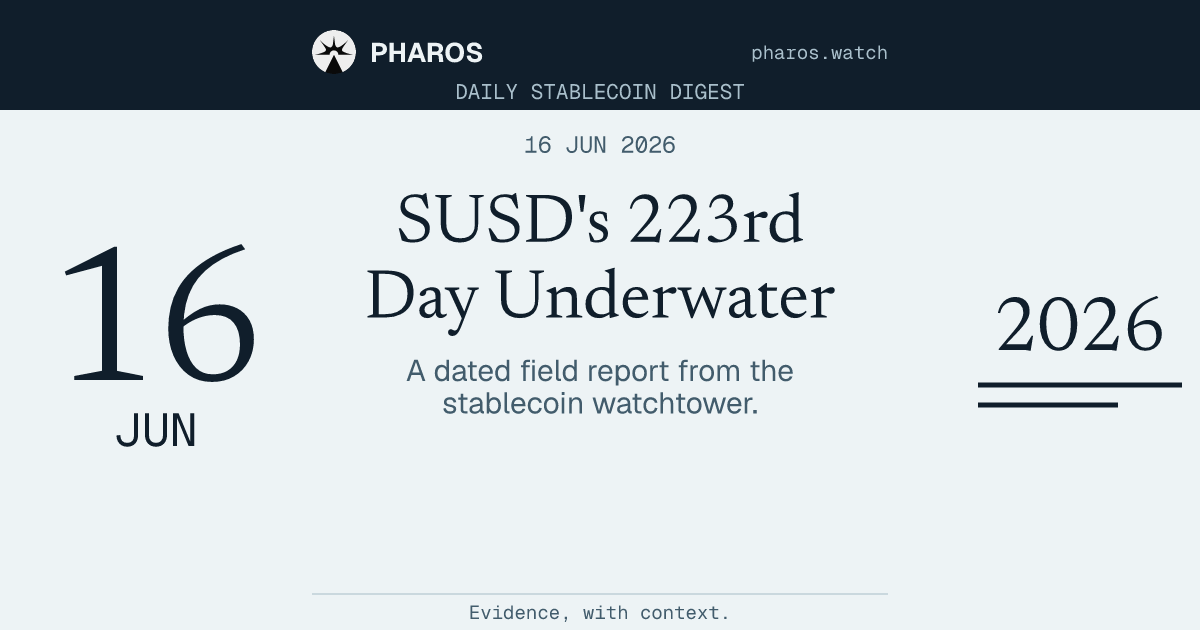 PHAROS
pharos.watch
DAILY STABLECOIN DIGEST
16 JUN 2026
SUSD's 223rd
Day Underwater
A dated field report from the
stablecoin watchtower.
16
JUN
2026
Evidence, with context.